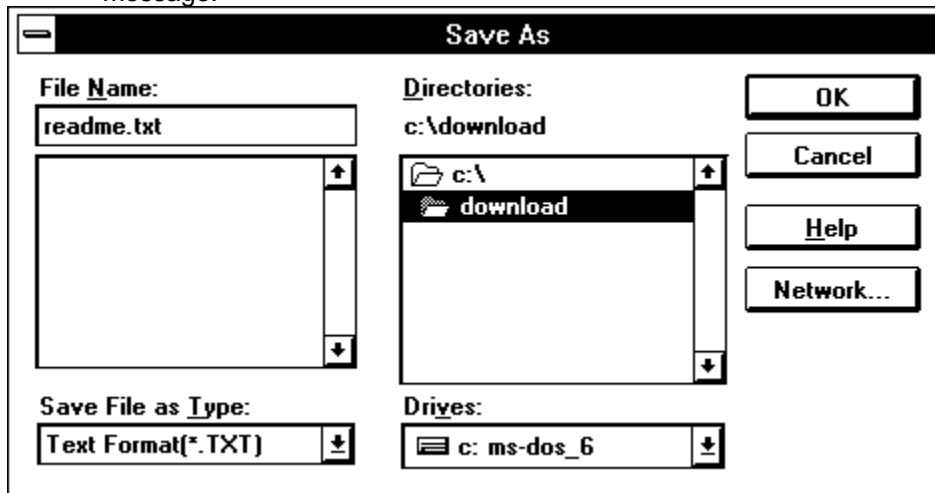 message.
Save As
File Name:
readme.txt
Directories:
c:\download
c:\
download
OK
Cancel
Help
Network...
Save File as Type:
Text Format(*.TXT)
Drives:
c: ms-dos_6